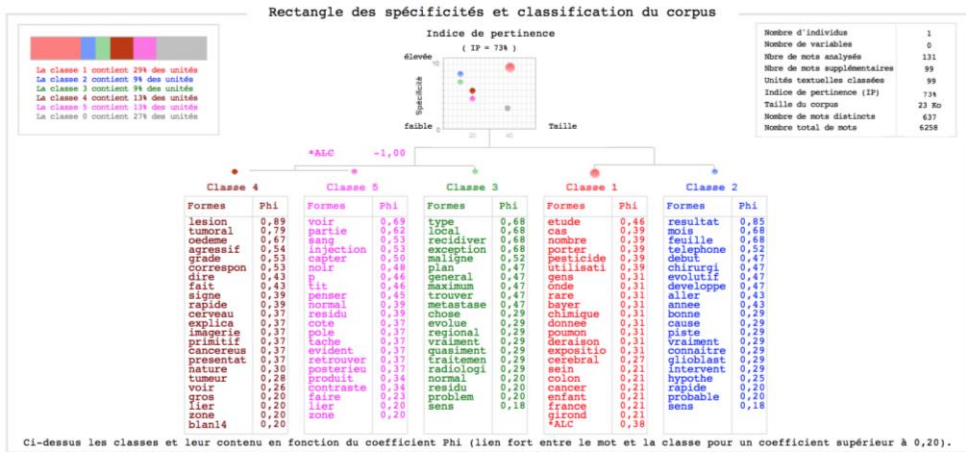 Rectangle des spécificités et classification du corpus
La classe 1 contient 29% des unités
La classe 2 contient 9% des unités
La classe 3 contient 9% des unités
La classe 4 contient 13% des unités
La classe 5 contient 13% des unités
La classe 0 contient 27% des unités
Indice de pertinence
( IP = 73% )
élevée
10
Spécificité
0
faible
20
40
Taille
Nombre d'individus 1
Nombre de variables 0
Nbre de mots analysés 131
Nbre de mots supplémentaires 99
Unités textuelles classées 99
Indice de pertinence (IP) 73%
Taille du corpus 23 Ko
Nombre de mots distincts 637
Nombre total de mots 6258
*ALC -1,00
Classe 4
Formes Phi
lesion 0,89
tumoral 0,79
oedeme 0,67
agressif 0,54
grade 0,53
correspon 0,53
dire 0,43
fait 0,43
signe 0,39
rapide 0,39
cerveau 0,37
explica 0,37
imagerie 0,37
primitif 0,37
cancereus 0,37
presentat 0,37
nature 0,30
tumeur 0,28
voir 0,26
gros 0,20
lier 0,20
zone 0,20
blan14 0,20
Classe 5
Formes Phi
voir 0,69
partie 0,62
sang 0,53
injection 0,53
capter 0,50
noir 0,48
p 0,46
tit 0,46
penser 0,45
normal 0,39
residu 0,39
cote 0,37
pole 0,37
tache 0,37
evident 0,37
retrouver 0,37
posterieu 0,37
produit 0,34
contraste 0,34
faire 0,23
lier 0,20
zone 0,20
Classe 3
Formes Phi
type 0,68
local 0,68
recidiver 0,68
exception 0,68
maligne 0,52
plan 0,47
general 0,47
maximum 0,47
trouver 0,47
metastase 0,47
chose 0,29
evolue 0,29
regional 0,29
vraiment 0,29
quasiment 0,29
traitemen 0,29
radiologi 0,29
normal 0,20
residu 0,20
problem 0,20
sens 0,18
Classe 1
Formes Phi
etude 0,46
cas 0,39
nombre 0,39
porter 0,39
pesticide 0,39
utilisati 0,39
gens 0,31
onde 0,31
rare 0,31
bayer 0,31
chimique 0,31
donnee 0,31
poumon 0,31
deraison 0,31
expositio 0,31
cerebral 0,27
sein 0,21
colon 0,21
cancer 0,21
enfant 0,21
france 0,21
girond 0,21
*ALC 0,38
Classe 2
Formes Phi
resultat 0,85
mois 0,68
feuille 0,68
telephone 0,52
debut 0,47
chirurgi 0,47
evolutif 0,47
developpe 0,47
aller 0,43
annee 0,43
bonne 0,29
cause 0,29
piste 0,29
vraiment 0,29
connaitre 0,29
glioblast 0,29
intervent 0,29
hypothe 0,25
rapide 0,20
probable 0,20
sens 0,18
Ci-dessus les classes et leur contenu en fonction du coefficient Phi (lien fort entre le mot et la classe pour un coefficient supérieur à 0,20).